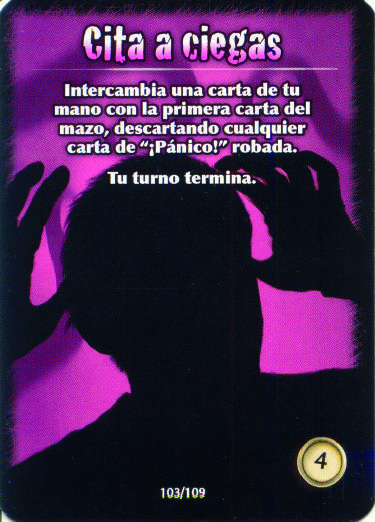 Cita a ciegas
Intercambia una carta de tu
mano con la primera carta del
mazo, descartando cualquier
carta de “¡Pánico!” robada.
Tu turno termina.
4
103/109